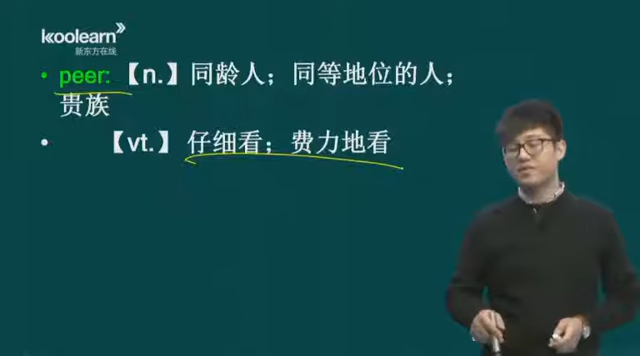 koolearn
新东方在线
• peer:【n.】同龄人；同等地位的人；
贵族
• 【vt.】仔细看；费力地看